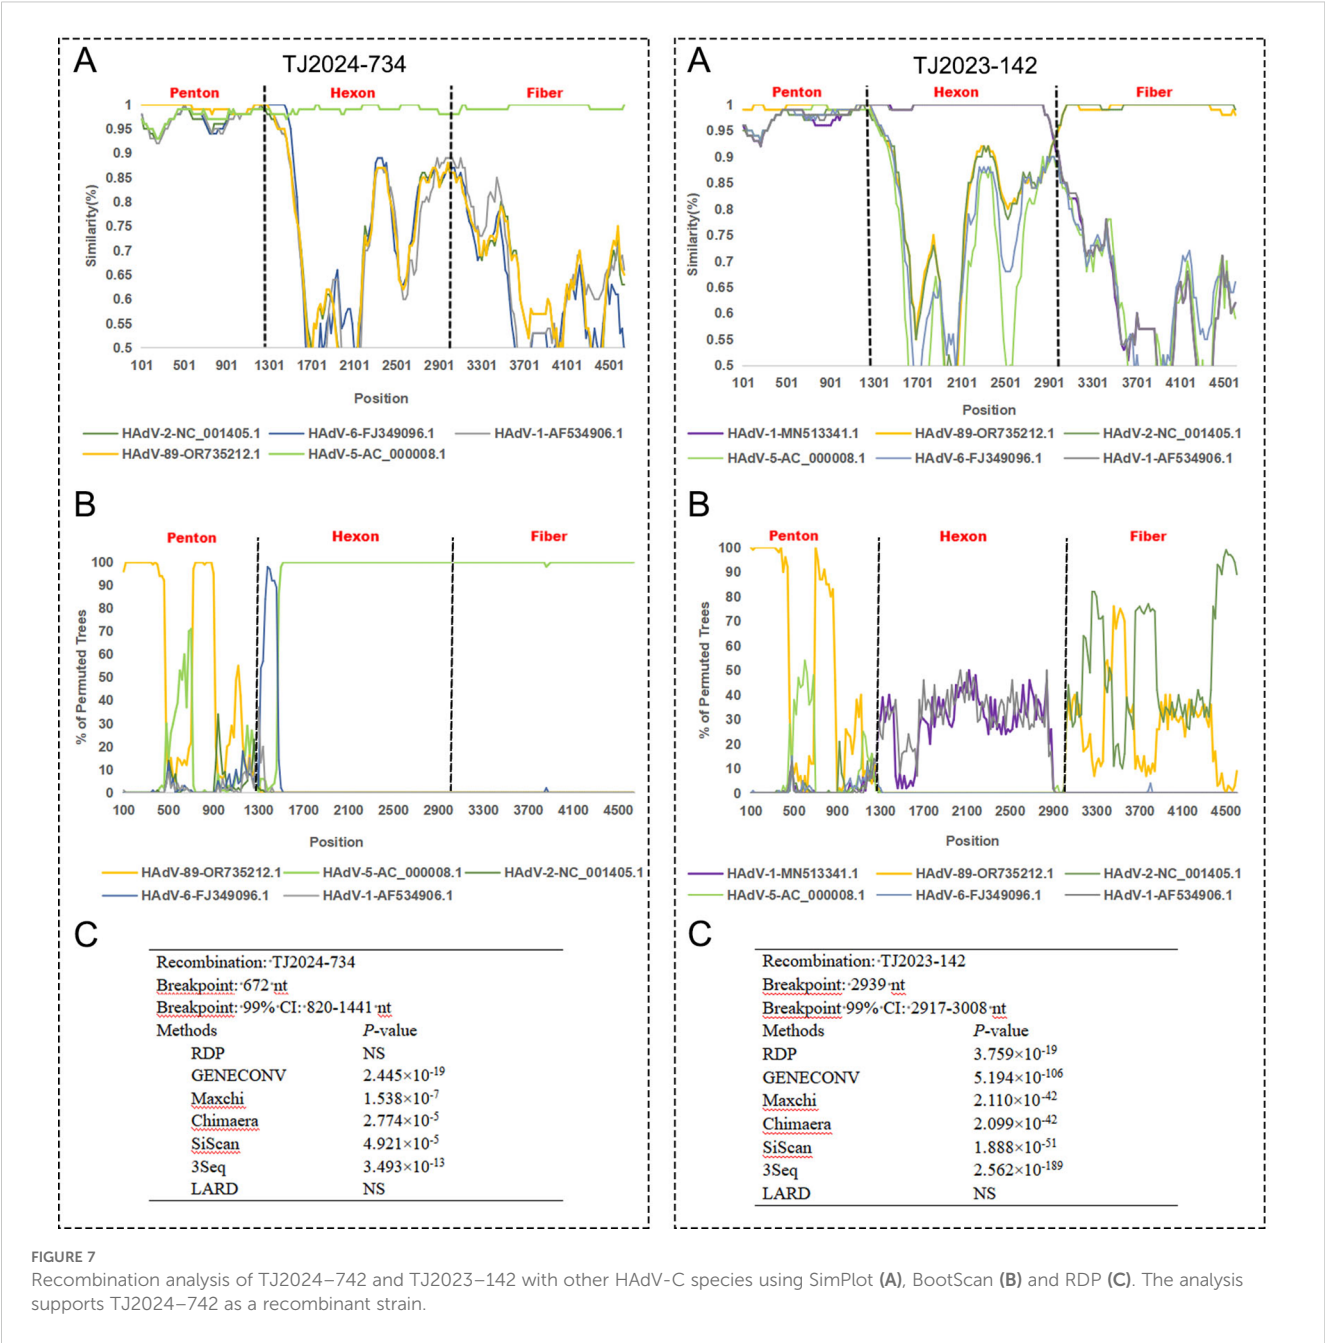 A
TJ2024-734
Penton Hexon Fiber
1
0.95
0.9
0.85
0.8
0.75
0.7
0.65
0.6
0.55
0.5
Similarity(%)
101 501 901 1301 1701 2101 2501 2901 3301 3701 4101 4501
Position
HAdV-2-NC_001405.1 HAdV-6-FJ349096.1 HAdV-1-AF534906.1
HAdV-89-OR735212.1 HAdV-5-AC_000008.1
B
Penton Hexon Fiber
100
90
80
70
60
50
40
30
20
10
0
% of Permuted Trees
100 500 900 1300 1700 2100 2500 2900 3300 3700 4100 4500
Position
HAdV-89-OR735212.1 HAdV-5-AC_000008.1 HAdV-2-NC_001405.1
HAdV-6-FJ349096.1 HAdV-1-AF534906.1
C
Recombination: TJ2024-734
Breakpoint: 672 nt
Breakpoint: 99% CI: 820-1441 nt
Methods P-value
RDP NS
GENECONV 2.445×10⁻¹⁹
Maxchi 1.538×10⁻⁷
Chimaera 2.774×10⁻⁵
SiScan 4.921×10⁻⁵
3Seq 3.493×10⁻¹³
LARD NS
A
TJ2023-142
Penton Hexon Fiber
1
0.95
0.9
0.85
0.8
0.75
0.7
0.65
0.6
0.55
0.5
Similarity(%)
101 501 901 1301 1701 2101 2501 2901 3301 3701 4101 4501
Position
HAdV-1-MN513341.1 HAdV-89-OR735212.1 HAdV-2-NC_001405.1
HAdV-5-AC_000008.1 HAdV-6-FJ349096.1 HAdV-1-AF534906.1
B
Penton Hexon Fiber
100
90
80
70
60
50
40
30
20
10
0
% of Permuted Trees
100 500 900 1300 1700 2100 2500 2900 3300 3700 4100 4500
Position
HAdV-1-MN513341.1 HAdV-89-OR735212.1 HAdV-2-NC_001405.1
HAdV-5-AC_000008.1 HAdV-6-FJ349096.1 HAdV-1-AF534906.1
C
Recombination: TJ2023-142
Breakpoint: 2939 nt
Breakpoint 99% CI: 2917-3008 nt
Methods P-value
RDP 3.759×10⁻¹⁹
GENECONV 5.194×10⁻¹⁰⁶
Maxchi 2.110×10⁻⁴²
Chimaera 2.099×10⁻⁴²
SiScan 1.888×10⁻⁵¹
3Seq 2.562×10⁻¹⁸⁹
LARD NS
FIGURE 7
Recombination analysis of TJ2024–742 and TJ2023–142 with other HAdV-C species using SimPlot (A), BootScan (B) and RDP (C). The analysis
supports TJ2024–742 as a recombinant strain.